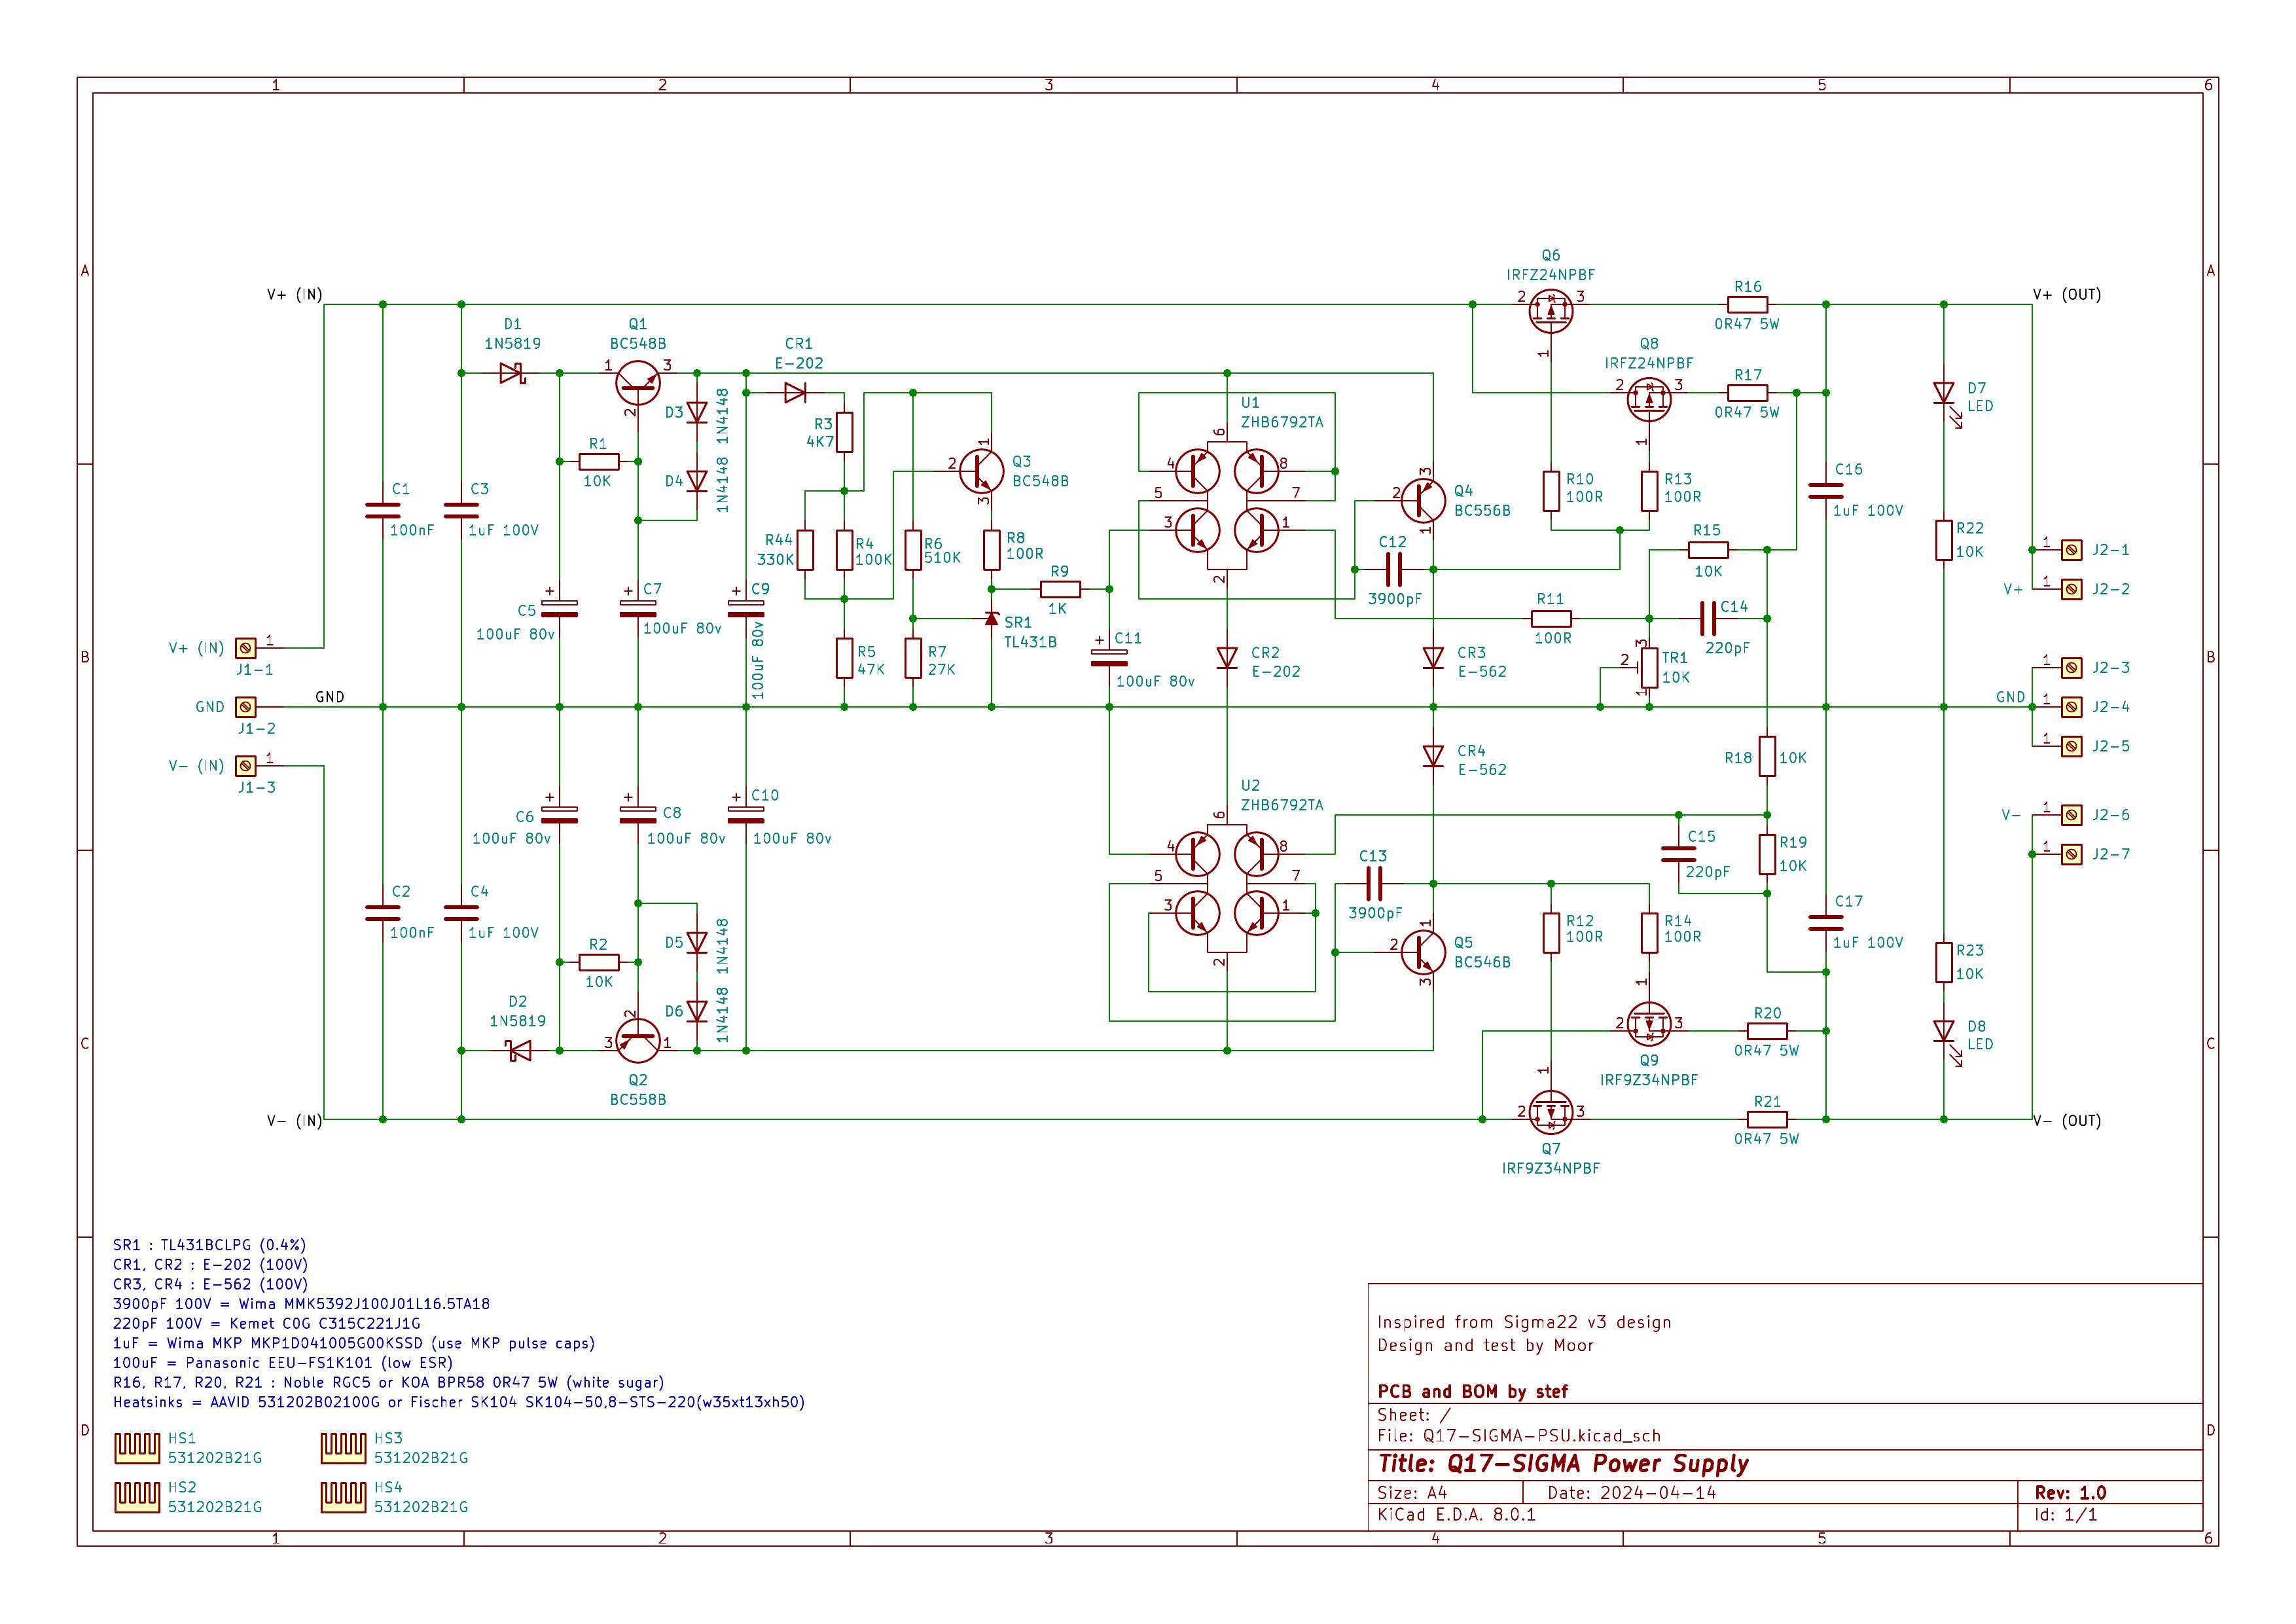 1 2 3 4 5 6
A A
B B
C C
D D
V+ (IN)
V+ (OUT)
Q6
IRFZ24NPBF
2 3
1
R16
0R47 5W
D1
1N5819
Q1
BC548B
1 3
2
CR1
E-202
Q8
IRFZ24NPBF
2 3
1
R17
0R47 5W
D7
LED
D3
1N4148
D4
1N4148
R1
10K
R3
4K7
U1
ZHB6792TA
6
4 8
5 7
3 1
2
Q3
BC548B
1
2
3
Q4
BC556B
3
2
1
R10
100R
R13
100R
C16
1uF 100V
C1
100nF
C3
1uF 100V
R44
330K
R4
100K
R6
510K
R8
100R
C12
3900pF
R15
10K
R22
10K
1 J2-1
V+ 1 J2-2
C5
+
100uF 80v
C7
+
100uF 80v
C9
+
100uF 80v
R9
1K
SR1
TL431B
R5
47K
R7
27K
C11
+
100uF 80v
CR2
E-202
CR3
E-562
R11
100R
C14
220pF
TR1
10K
3
2
1
V+ (IN) 1
J1-1
GND
GND 1
J1-2
V- (IN) 1
J1-3
1 J2-3
GND 1 J2-4
1 J2-5
CR4
E-562
R18
10K
U2
ZHB6792TA
6
4 8
5 7
3 1
2
C6
+
100uF 80v
C8
+
100uF 80v
C10
+
100uF 80v
V- 1 J2-6
1 J2-7
C15
220pF
R19
10K
C13
3900pF
C2
100nF
C4
1uF 100V
R12
100R
R14
100R
C17
1uF 100V
R2
10K
D5
1N4148
D6
1N4148
Q5
BC546B
1
2
3
R23
10K
D2
1N5819
2
3 1
Q2
BC558B
1
2 3
Q9
IRF9Z34NPBF
R20
0R47 5W
D8
LED
V- (IN)
V- (OUT)
1
2 3
Q7
IRF9Z34NPBF
R21
0R47 5W
SR1 : TL431BCLPG (0.4%)
CR1, CR2 : E-202 (100V)
CR3, CR4 : E-562 (100V)
3900pF 100V = Wima MMK5392J100J01L16.5TA18
220pF 100V = Kemet C0G C315C221J1G
1uF = Wima MKP MKP1D041005G00KSSD (use MKP pulse caps)
100uF = Panasonic EEU-FS1K101 (low ESR)
R16, R17, R20, R21 : Noble RGC5 or KOA BPR58 0R47 5W (white sugar)
Heatsinks = AAVID 531202B02100G or Fischer SK104 SK104-50,8-STS-220(w35xt13xh50)
HS1
531202B21G
HS3
531202B21G
HS2
531202B21G
HS4
531202B21G
Inspired from Sigma22 v3 design
Design and test by Moor
PCB and BOM by stef
Sheet: /
File: Q17-SIGMA-PSU.kicad_sch
Title: Q17-SIGMA Power Supply
Size: A4 Date: 2024-04-14 Rev: 1.0
KiCad E.D.A. 8.0.1 Id: 1/1
1 2 3 4 5 6